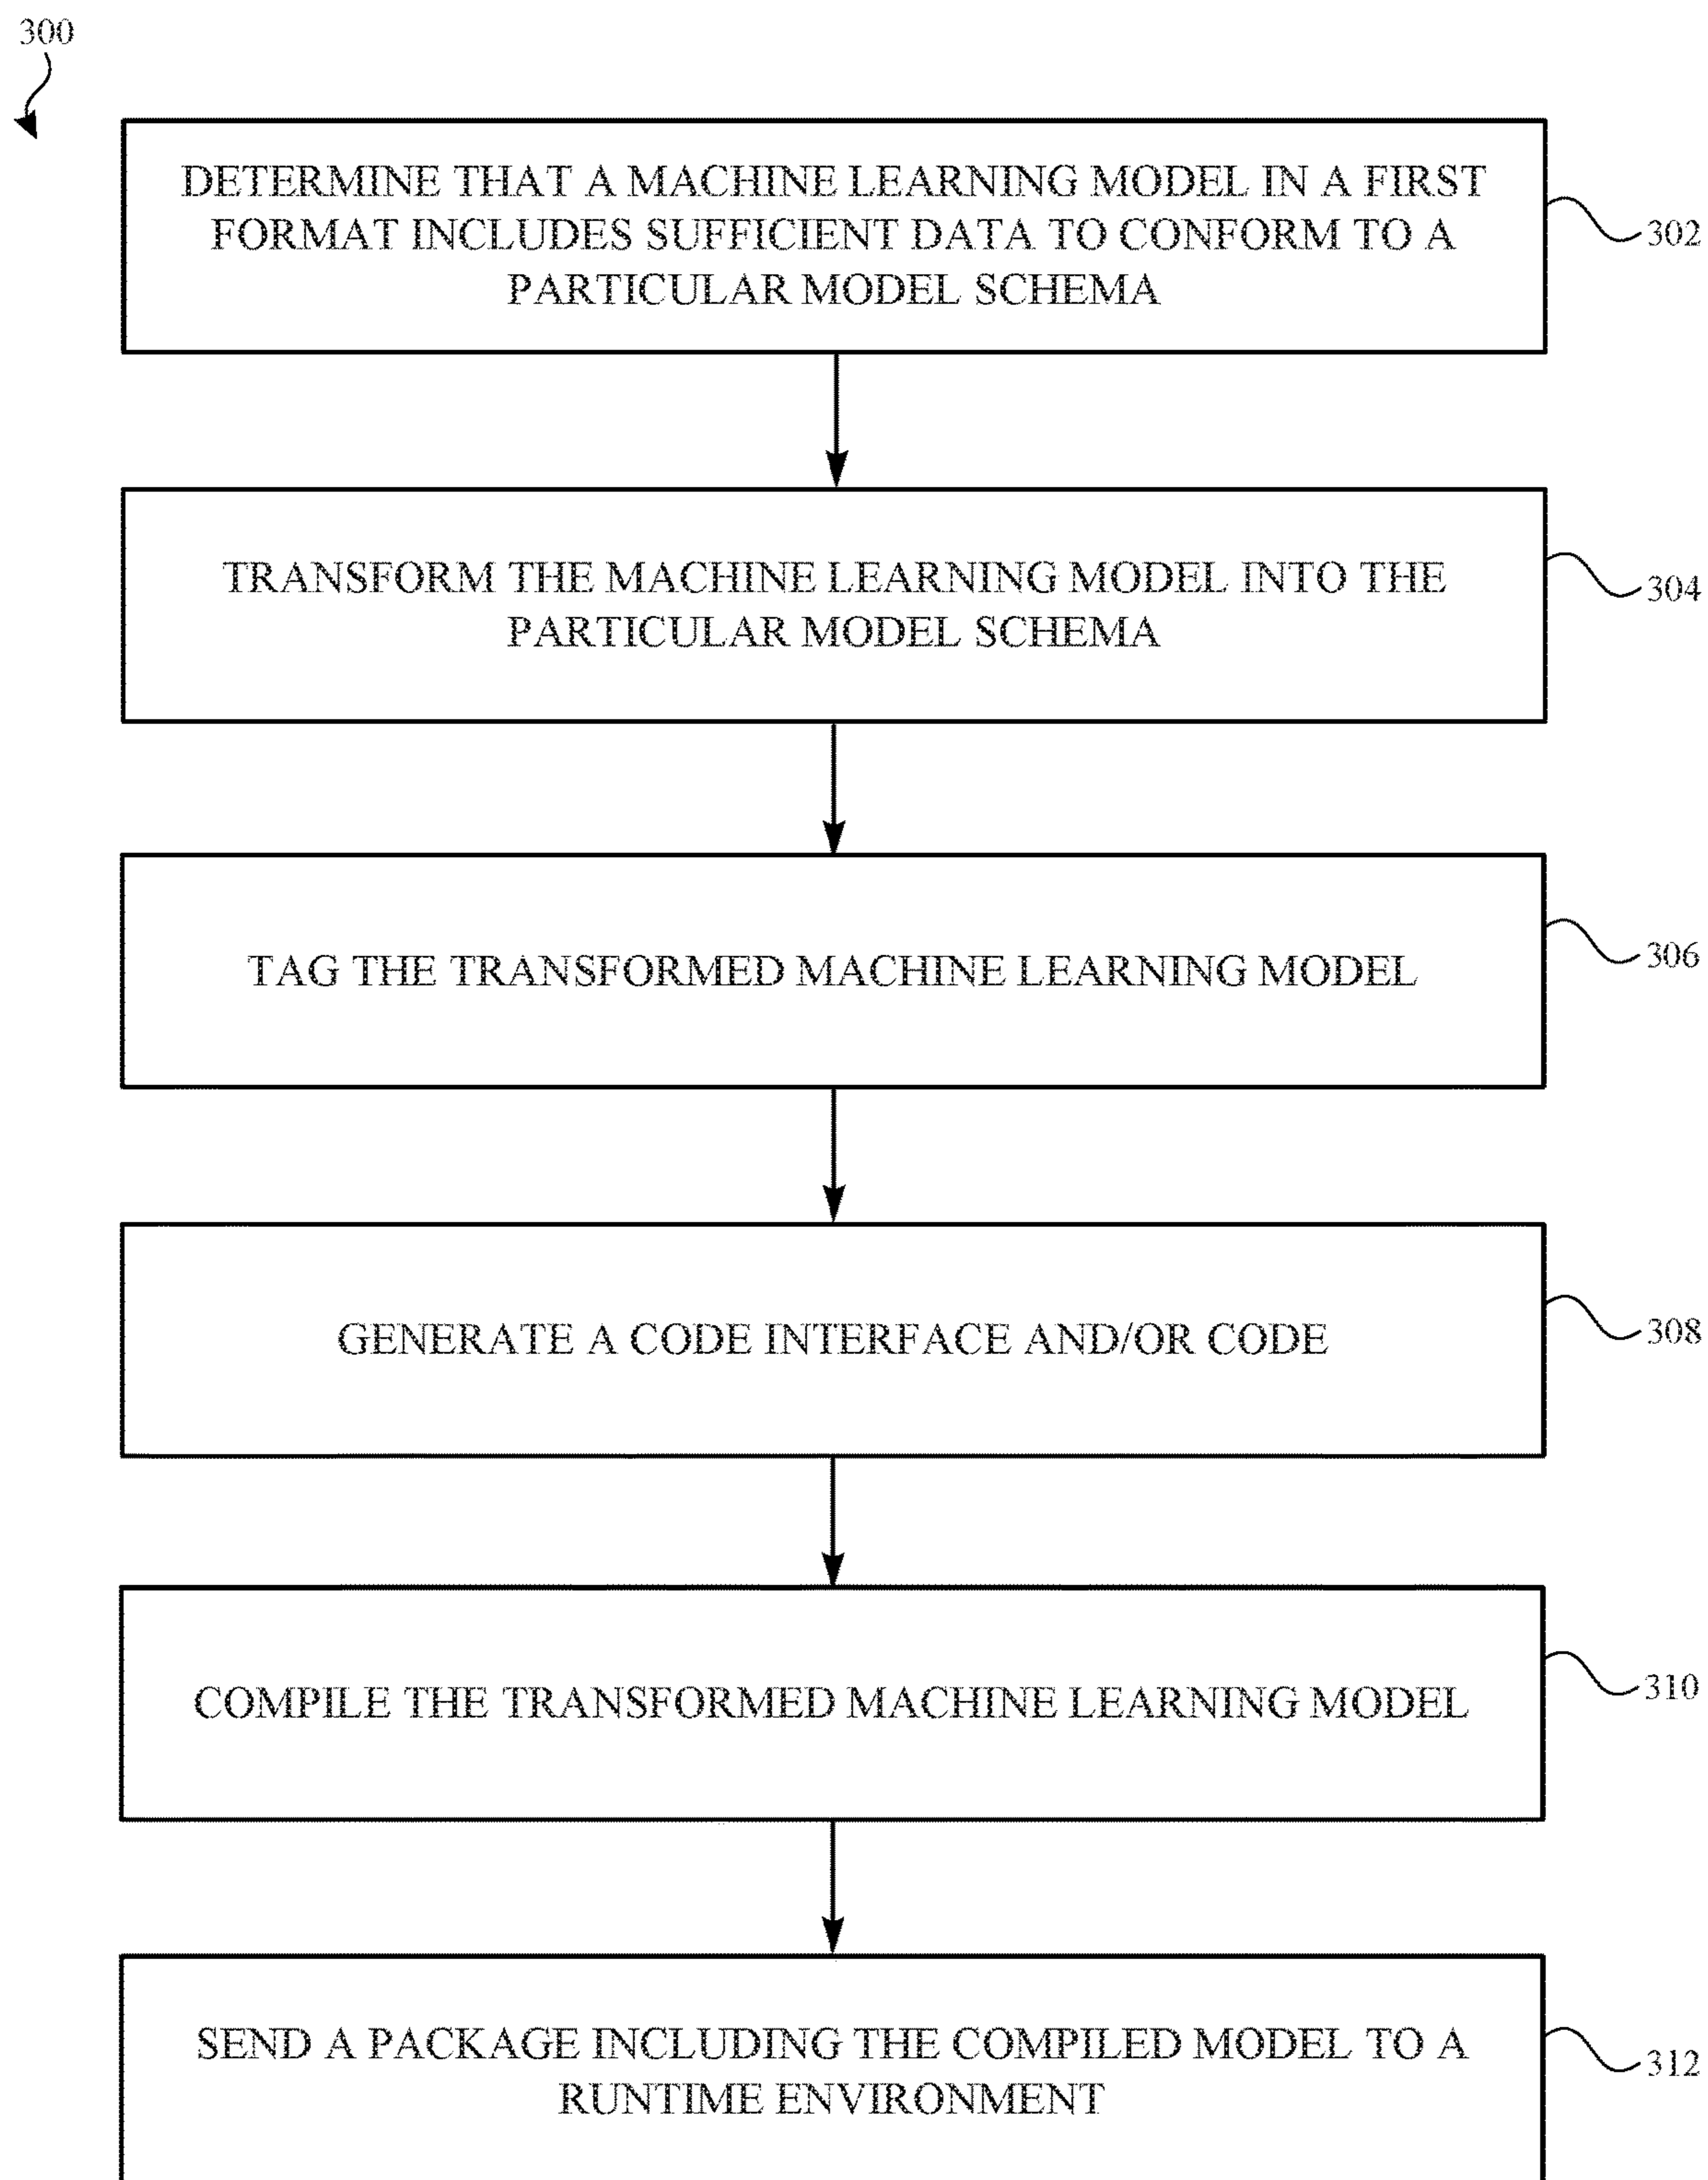 300
DETERMINE THAT A MACHINE LEARNING MODEL IN A FIRST
FORMAT INCLUDES SUFFICIENT DATA TO CONFORM TO A
PARTICULAR MODEL SCHEMA
302
TRANSFORM THE MACHINE LEARNING MODEL INTO THE
PARTICULAR MODEL SCHEMA
304
TAG THE TRANSFORMED MACHINE LEARNING MODEL
306
GENERATE A CODE INTERFACE AND/OR CODE
308
COMPILE THE TRANSFORMED MACHINE LEARNING MODEL
310
SEND A PACKAGE INCLUDING THE COMPILED MODEL TO A
RUNTIME ENVIRONMENT
312